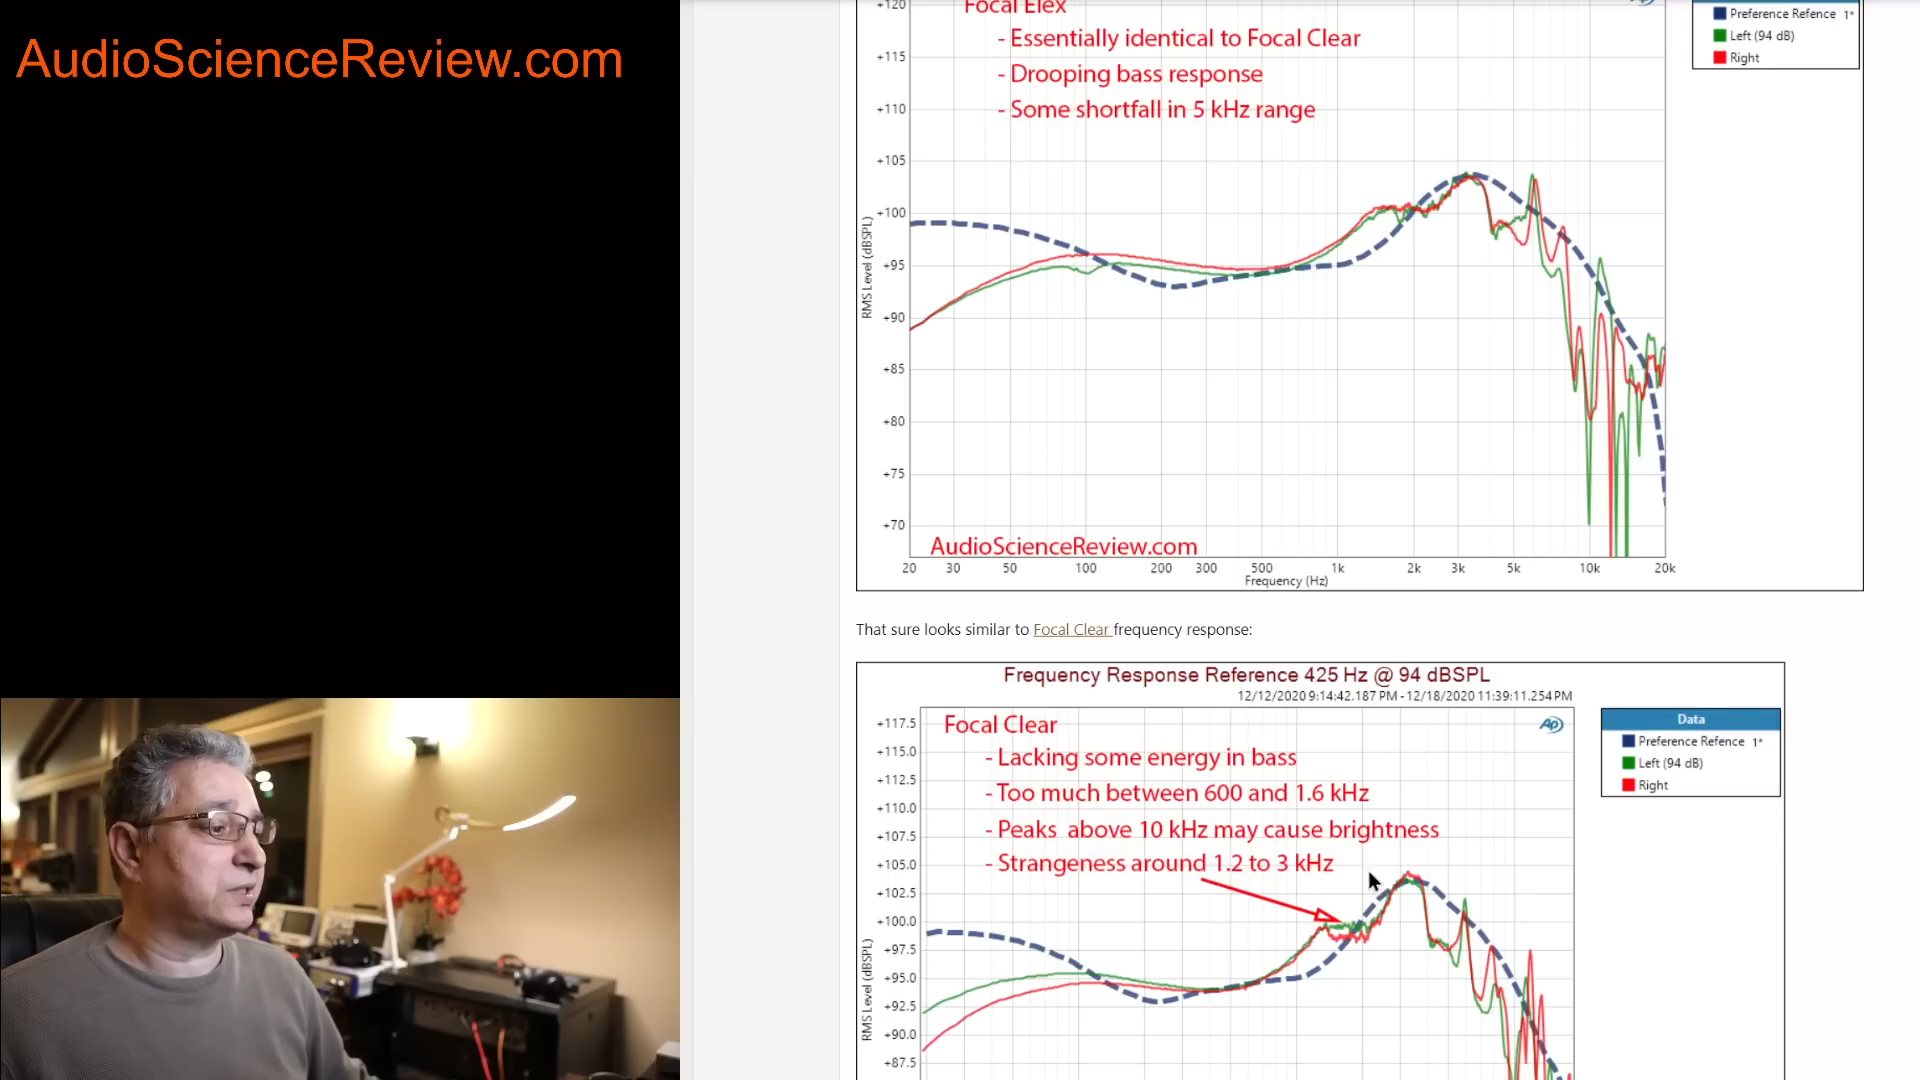 AudioScienceReview.com
+120
Focal Elex
- Essentially identical to Focal Clear
- Drooping bass response
- Some shortfall in 5 kHz range
Preference Refence 1*
Left (94 dB)
Right
+115
+110
+105
+100
+95
+90
+85
+80
+75
+70
RMS Level (dBSPL)
AudioScienceReview.com
20 30 50 100 200 300 500 1k 2k 3k 5k 10k 20k
Frequency (Hz)
That sure looks similar to Focal Clear frequency response:
Frequency Response Reference 425 Hz @ 94 dBSPL
12/12/2020 9:14:42.187 PM - 12/18/2020 11:39:11.254 PM
Focal Clear
- Lacking some energy in bass
- Too much between 600 and 1.6 kHz
- Peaks above 10 kHz may cause brightness
- Strangeness around 1.2 to 3 kHz
AP
Data
Preference Refence 1*
Left (94 dB)
Right
+117.5
+115.0
+112.5
+110.0
+107.5
+105.0
+102.5
+100.0
+97.5
+95.0
+92.5
+90.0
+87.5
RMS Level (dBSPL)